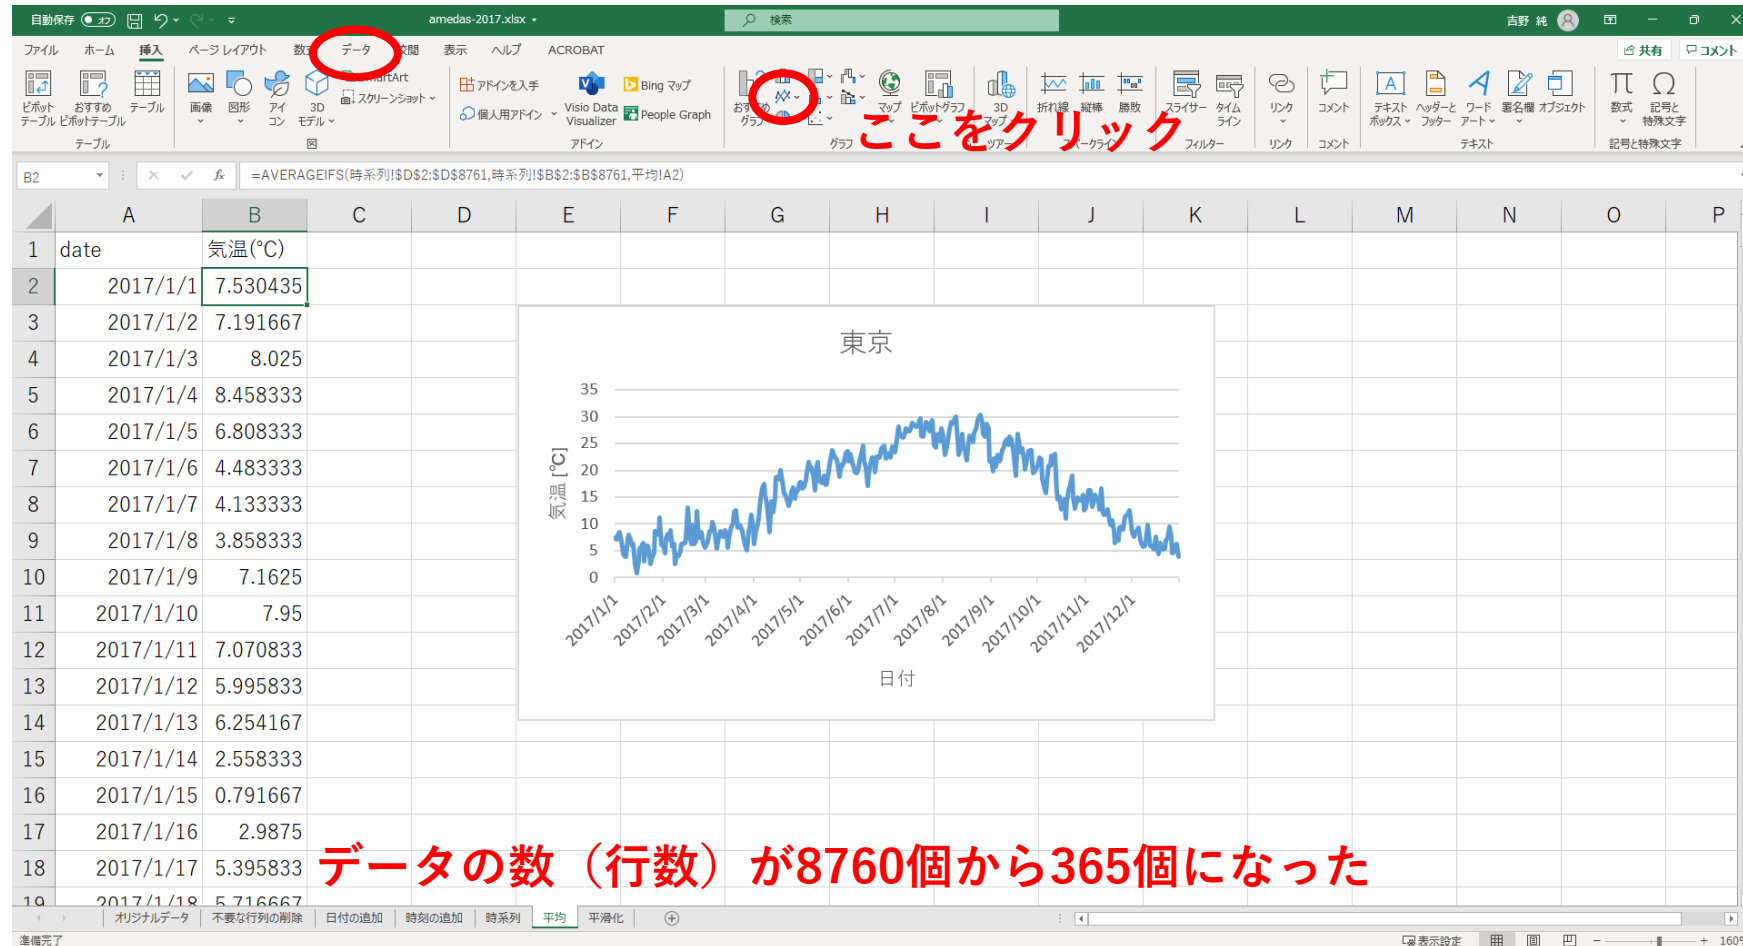 自動保存 オフ amedas-2017.xlsx 検索 吉野 純
ファイル ホーム 挿入 ページ レイアウト データ 表示 ヘルプ ACROBAT 共有 コメント
ピボット
テーブル
おすすめ
ピボットテーブル
テーブル
テーブル
画像
図形
アイ
コン
3D
モデル
スクリーンショット
図
アドインを入手
個人用アドイン
Visio Data
Visualizer
Bing マップ
People Graph
アドイン
グラフ
マップ
ピボットグラフ
グラフ
3D
マップ
ツアー
折れ線
縦棒
勝敗
スライサー
タイム
ライン
フィルター
リンク
リンク
コメント
コメント
テキスト
ボックス
ヘッダーと
フッター
ワード
アート
署名欄
オブジェクト
テキスト
数式
記号と
特殊文字
記号と特殊文字
ここをクリック
B2 fx =AVERAGEIFS(時系列!$D$2:$D$8761,時系列!$B$2:$B$8761,平均!A2)
A B C D E F G H I J K L M N O P
1 date 気温(℃)
2 2017/1/1 7.530435
3 2017/1/2 7.191667
4 2017/1/3 8.025
5 2017/1/4 8.458333
6 2017/1/5 6.808333
7 2017/1/6 4.483333
8 2017/1/7 4.133333
9 2017/1/8 3.858333
10 2017/1/9 7.1625
11 2017/1/10 7.95
12 2017/1/11 7.070833
13 2017/1/12 5.995833
14 2017/1/13 6.254167
15 2017/1/14 2.558333
16 2017/1/15 0.791667
17 2017/1/16 2.9875
18 2017/1/17 5.395833
19 2017/1/18 5.716667
東京
気温 [℃]
35
30
25
20
15
10
5
0
2017/1/1 2017/2/1 2017/3/1 2017/4/1 2017/5/1 2017/6/1 2017/7/1 2017/8/1 2017/9/1 2017/10/1 2017/11/1 2017/12/1
日付
データの数（行数）が8760個から365個になった
オリジナルデータ 不要な行列の削除 日付の追加 時刻の追加 時系列 平均 平滑化
準備完了 表示設定